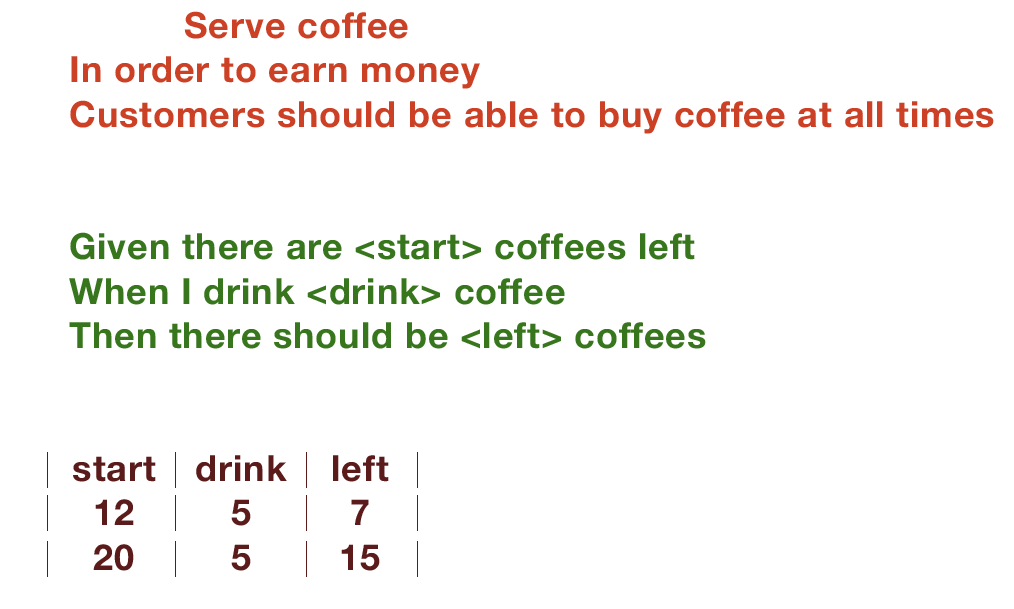 Serve coffee
In order to earn money
Customers should be able to buy coffee at all times
Given there are <start> coffees left
When I drink <drink> coffee
Then there should be <left> coffees
| start | drink | left |
| 12 | 5 | 7 |
| 20 | 5 | 15 |